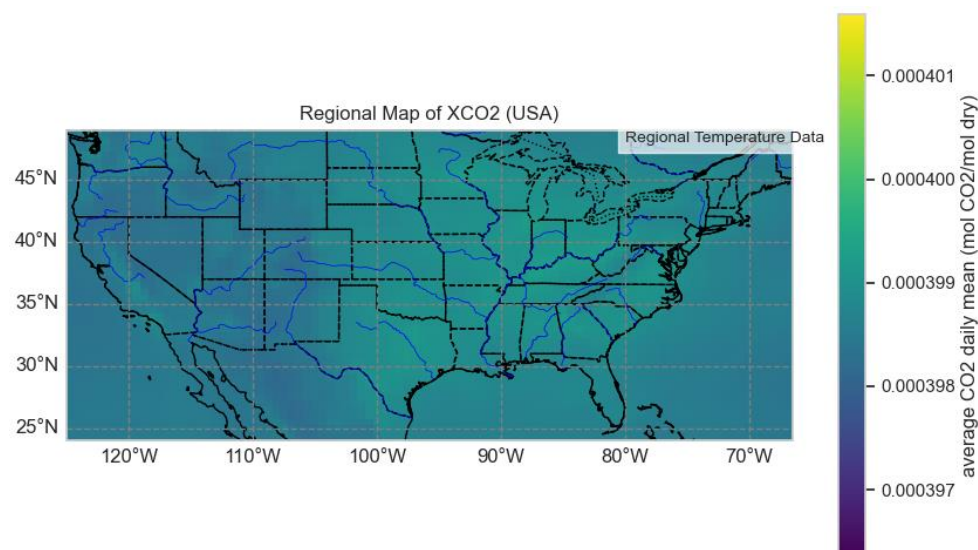 Regional Map of XCO2 (USA)
Regional Temperature Data
45°N
40°N
35°N
30°N
25°N
120°W 110°W 100°W 90°W 80°W 70°W
0.000401
0.000400
0.000399
0.000398
0.000397
average CO2 daily mean (mol CO2/mol dry)